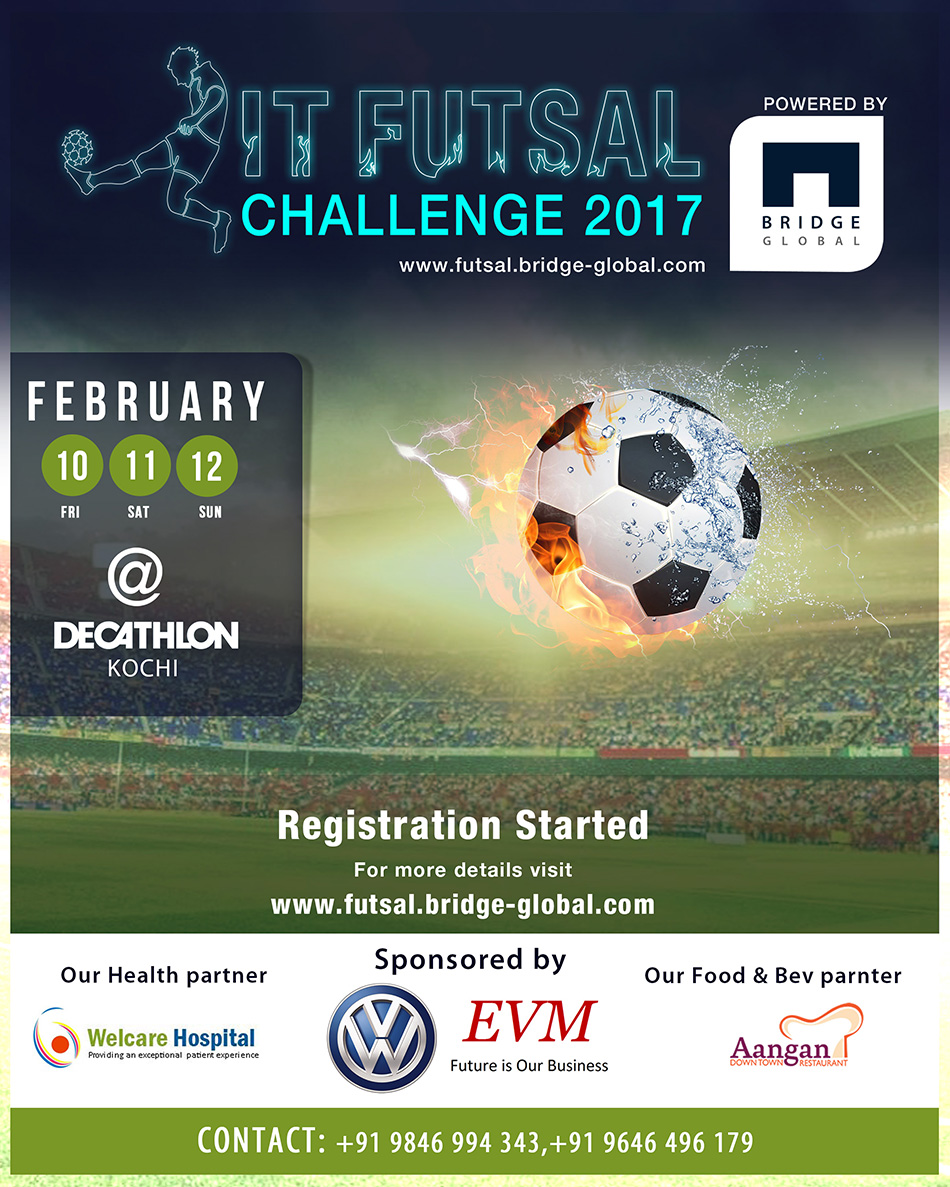 IT FUTSAL
CHALLENGE 2017
www.futsal.bridge-global.com
POWERED BY
BRIDGE
GLOBAL
FEBRUARY
10 11 12
FRI SAT SUN
@
DECATHLON
KOCHI
Registration Started
For more details visit
www.futsal.bridge-global.com
Our Health partner
Welcare Hospital
Providing an exceptional patient experience
Sponsored by
VW
EVM
Future is Our Business
Our Food & Bev parnter
Aangan
DOWN TOWN RESTAURANT
CONTACT: +91 9846 994 343,+91 9646 496 179